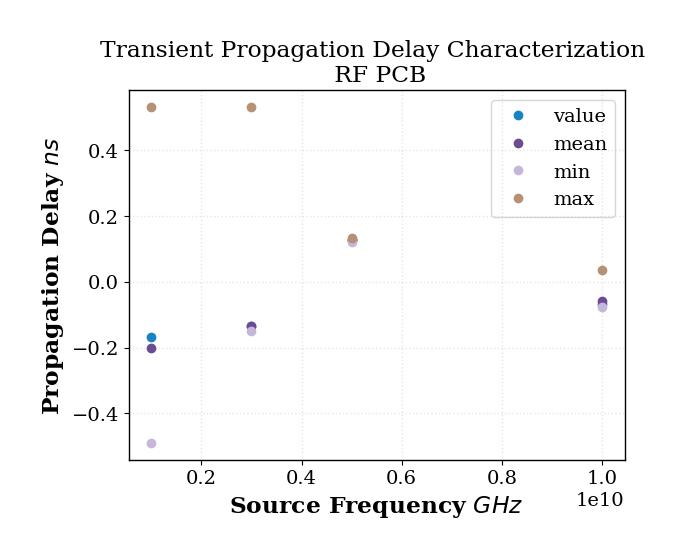 Transient Propagation Delay Characterization
RF PCB
value
mean
min
max
Propagation Delay ns
0.4
0.2
0.0
−0.2
−0.4
0.2 0.4 0.6 0.8 1.0
1e10
Source Frequency GHz